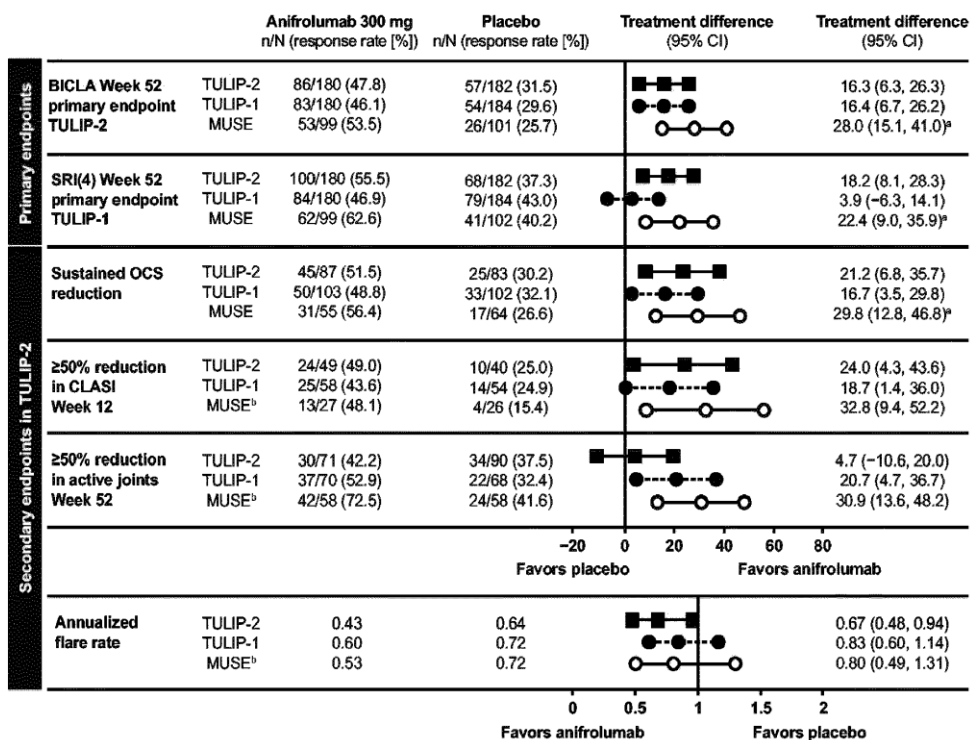 Anifrolumab 300 mg Placebo Treatment difference Treatment difference
n/N (response rate [%]) n/N (response rate [%]) (95% CI) (95% CI)
Primary endpoints
BICLA Week 52 TULIP-2 86/180 (47.8) 57/182 (31.5) 16.3 (6.3, 26.3)
primary endpoint TULIP-1 83/180 (46.1) 54/184 (29.6) 16.4 (6.7, 26.2)
TULIP-2 MUSE 53/99 (53.5) 26/101 (25.7) 28.0 (15.1, 41.0)ᵃ
SRI(4) Week 52 TULIP-2 100/180 (55.5) 68/182 (37.3) 18.2 (8.1, 28.3)
primary endpoint TULIP-1 84/180 (46.9) 79/184 (43.0) 3.9 (−6.3, 14.1)
TULIP-1 MUSE 62/99 (62.6) 41/102 (40.2) 22.4 (9.0, 35.9)ᵃ
Secondary endpoints in TULIP-2
Sustained OCS TULIP-2 45/87 (51.5) 25/83 (30.2) 21.2 (6.8, 35.7)
reduction TULIP-1 50/103 (48.8) 33/102 (32.1) 16.7 (3.5, 29.8)
MUSE 31/55 (56.4) 17/64 (26.6) 29.8 (12.8, 46.8)ᵃ
≥50% reduction TULIP-2 24/49 (49.0) 10/40 (25.0) 24.0 (4.3, 43.6)
in CLASI TULIP-1 25/58 (43.6) 14/54 (24.9) 18.7 (1.4, 36.0)
Week 12 MUSEᵇ 13/27 (48.1) 4/26 (15.4) 32.8 (9.4, 52.2)
≥50% reduction TULIP-2 30/71 (42.2) 34/90 (37.5) 4.7 (−10.6, 20.0)
in active joints TULIP-1 37/70 (52.9) 22/68 (32.4) 20.7 (4.7, 36.7)
Week 52 MUSEᵇ 42/58 (72.5) 24/58 (41.6) 30.9 (13.6, 48.2)
−20 0 20 40 60 80
Favors placebo Favors anifrolumab
Annualized TULIP-2 0.43 0.64 0.67 (0.48, 0.94)
flare rate TULIP-1 0.60 0.72 0.83 (0.60, 1.14)
MUSEᵇ 0.53 0.72 0.80 (0.49, 1.31)
0 0.5 1 1.5 2
Favors anifrolumab Favors placebo